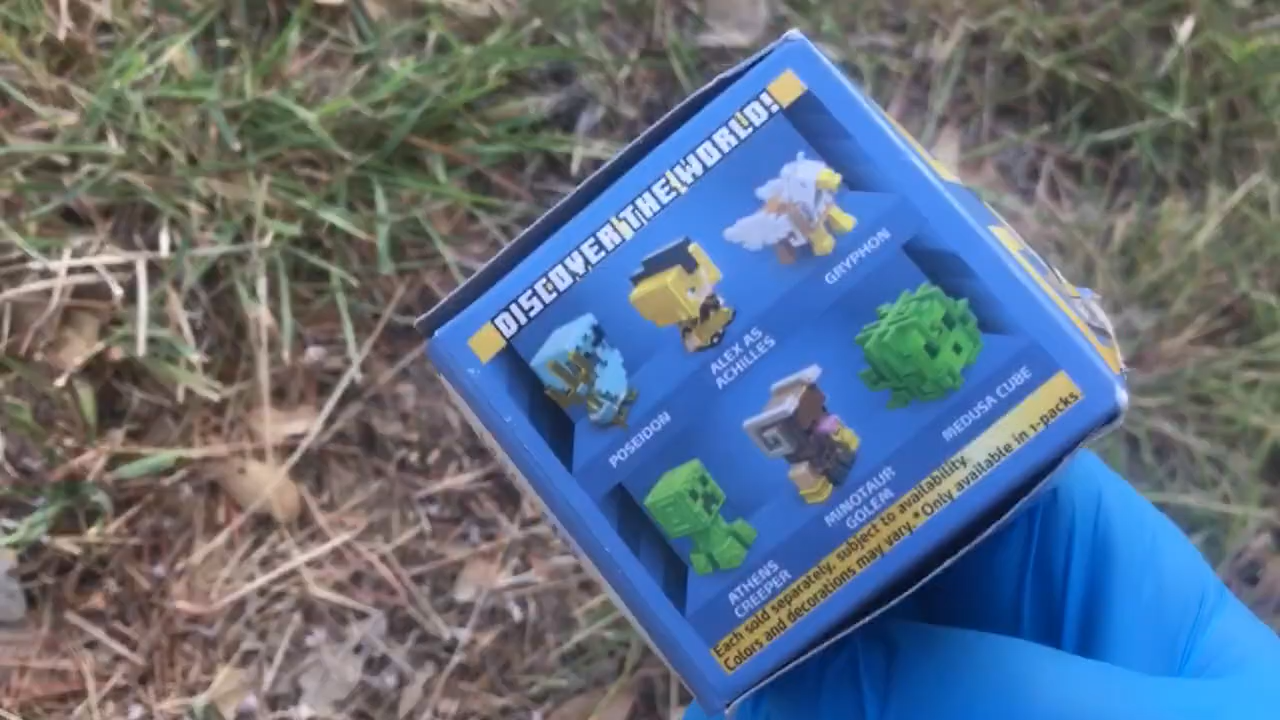 DISCOVER THE WORLD!
POSEIDON
ALEX AS
ACHILLES
GRYPHON
ATHENS
CREEPER
MINOTAUR
GOLEM
MEDUSA CUBE
Each sold separately, subject to availability.
Colors and decorations may vary. *Only available in 1-packs